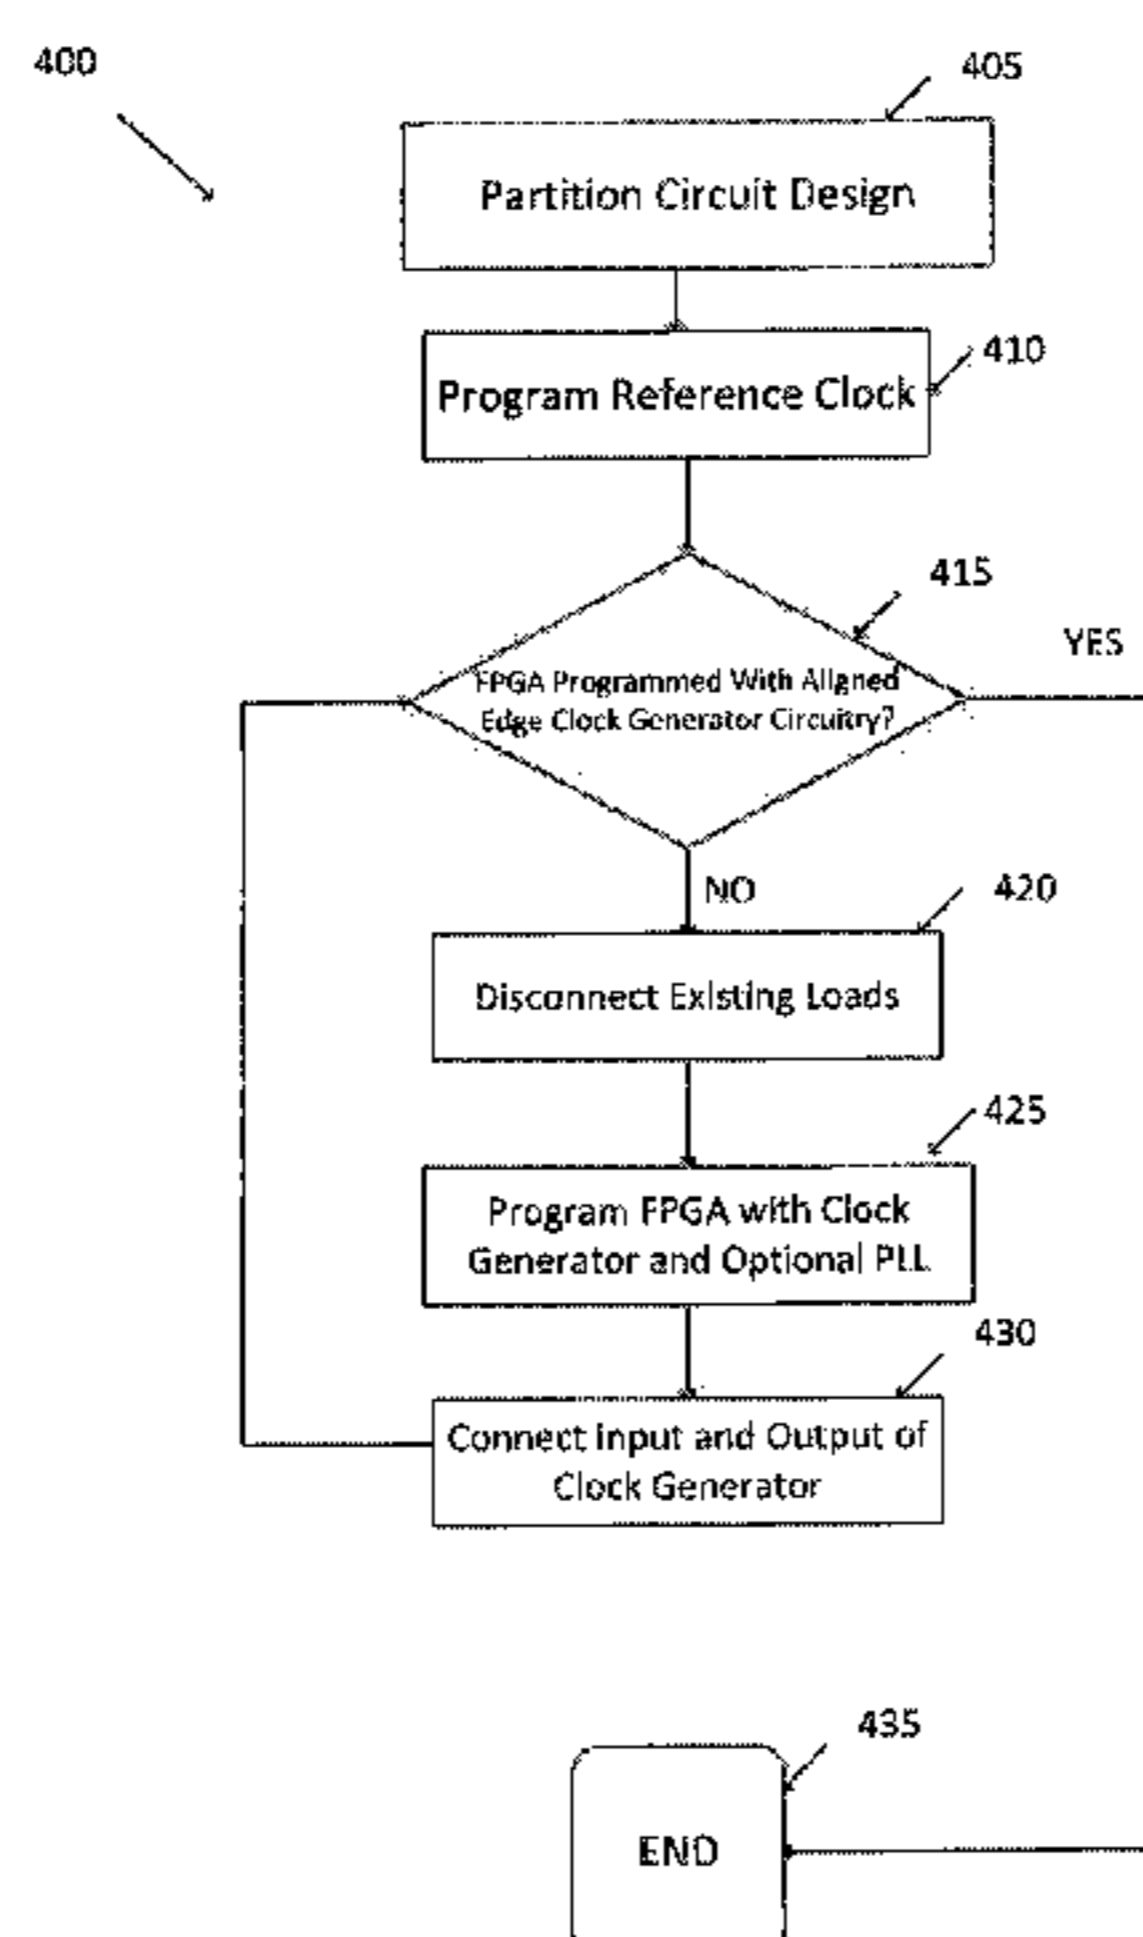 400
405
Partition Circuit Design
410
Program Reference Clock
415
YES
FPGA Programmed With Aligned
Edge Clock Generator Circuitry?
NO
420
Disconnect Existing Loads
425
Program FPGA with Clock
Generator and Optional PLL
430
Connect Input and Output of
Clock Generator
435
END